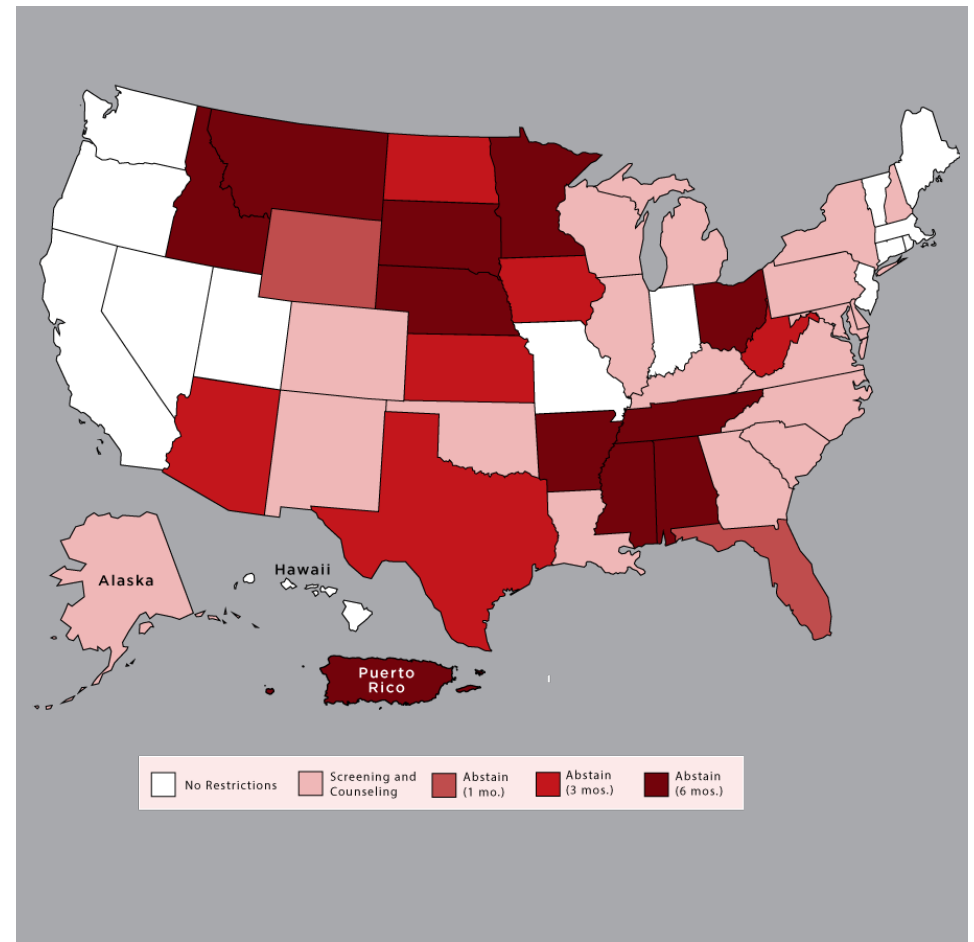 Hawaii
Alaska
Puerto
Rico
No Restrictions
Screening and
Counseling
Abstain
(1 mo.)
Abstain
(3 mos.)
Abstain
(6 mos.)